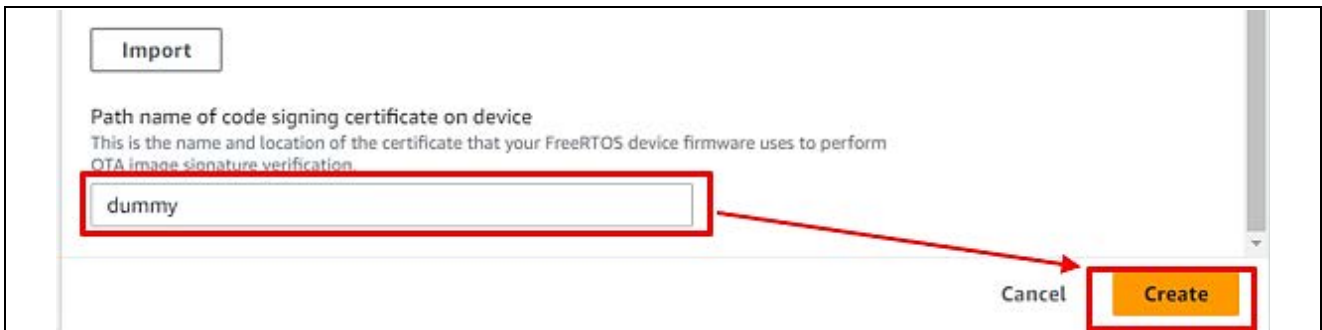 Import
Path name of code signing certificate on device
This is the name and location of the certificate that your FreeRTOS device firmware uses to perform
OTA image signature verification.
dummy
Cancel
Create